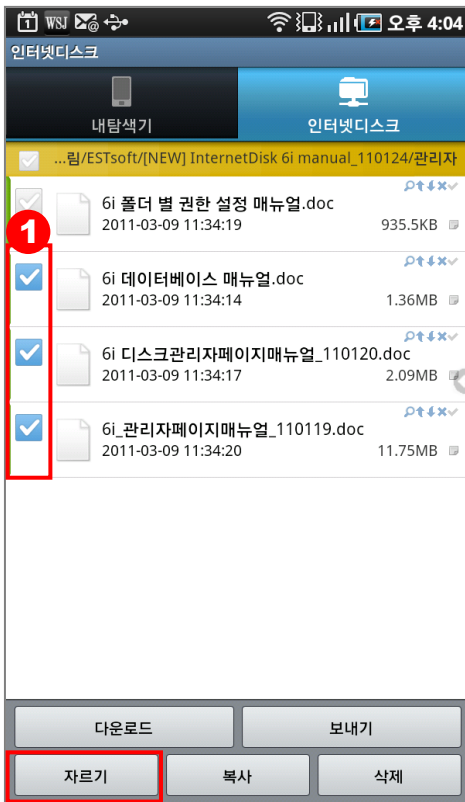 1 WSJ 오후 4:04
인터넷디스크
내탐색기 인터넷디스크
...림/ESTsoft/[NEW] InternetDisk 6i manual_110124/관리자
6i 폴더 별 권한 설정 매뉴얼.doc
2011-03-09 11:34:19 935.5KB
1
6i 데이터베이스 매뉴얼.doc
2011-03-09 11:34:14 1.36MB
6i 디스크관리자페이지매뉴얼_110120.doc
2011-03-09 11:34:17 2.09MB
6i_관리자페이지매뉴얼_110119.doc
2011-03-09 11:34:20 11.75MB
다운로드 보내기
자르기 복사 삭제